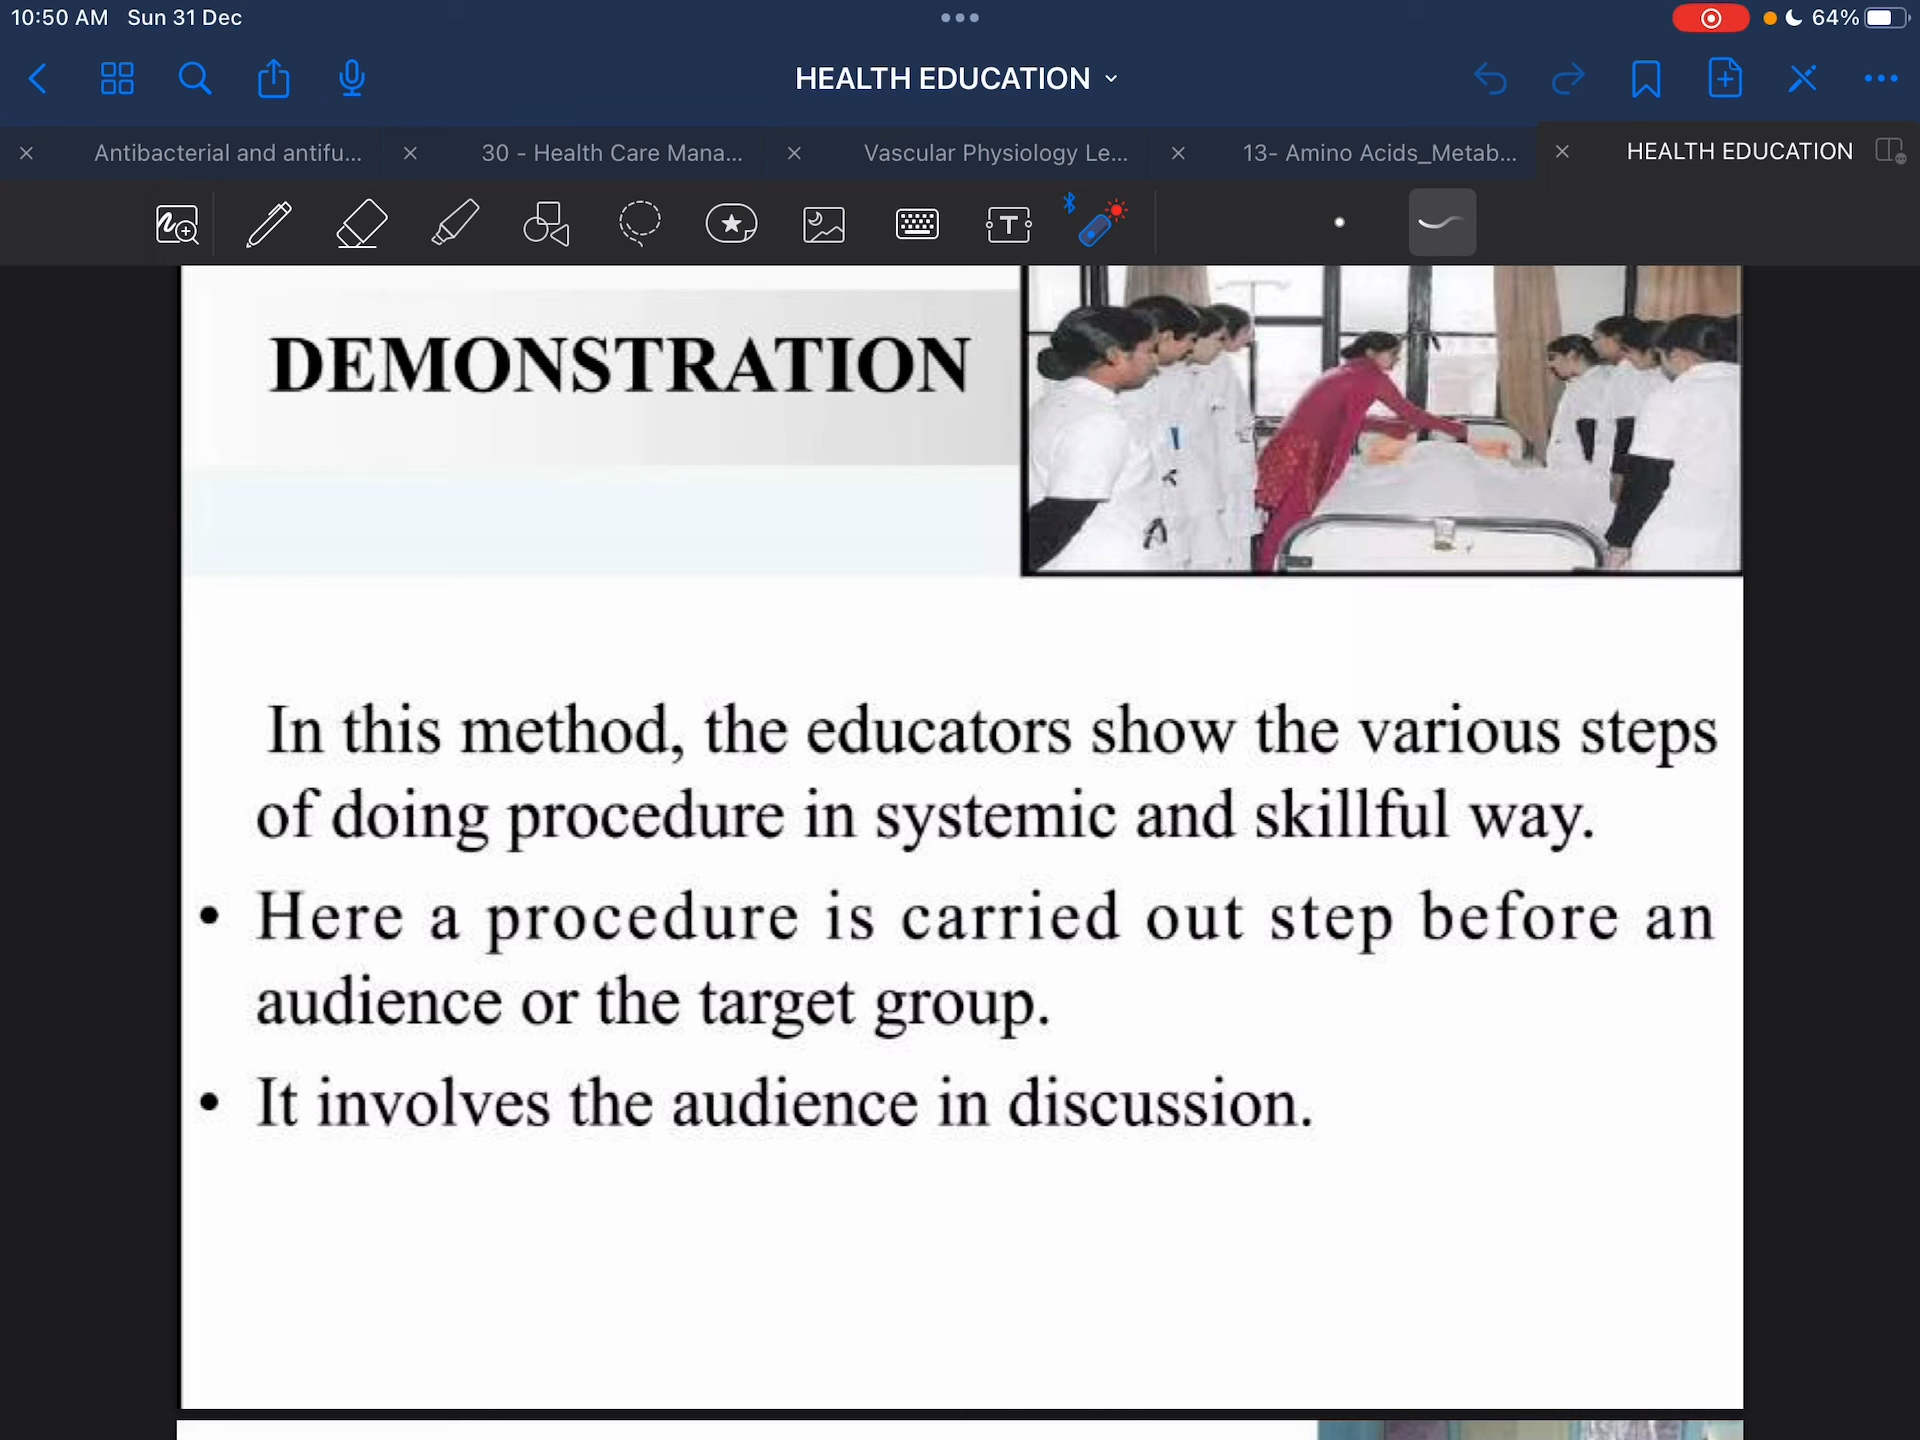 10:50 AM Sun 31 Dec
64%
HEALTH EDUCATION
Antibacterial and antifu...
30 - Health Care Mana...
Vascular Physiology Le...
13- Amino Acids_Metab...
HEALTH EDUCATION
T
DEMONSTRATION
In this method, the educators show the various steps
of doing procedure in systemic and skillful way.
• Here a procedure is carried out step before an
audience or the target group.
• It involves the audience in discussion.